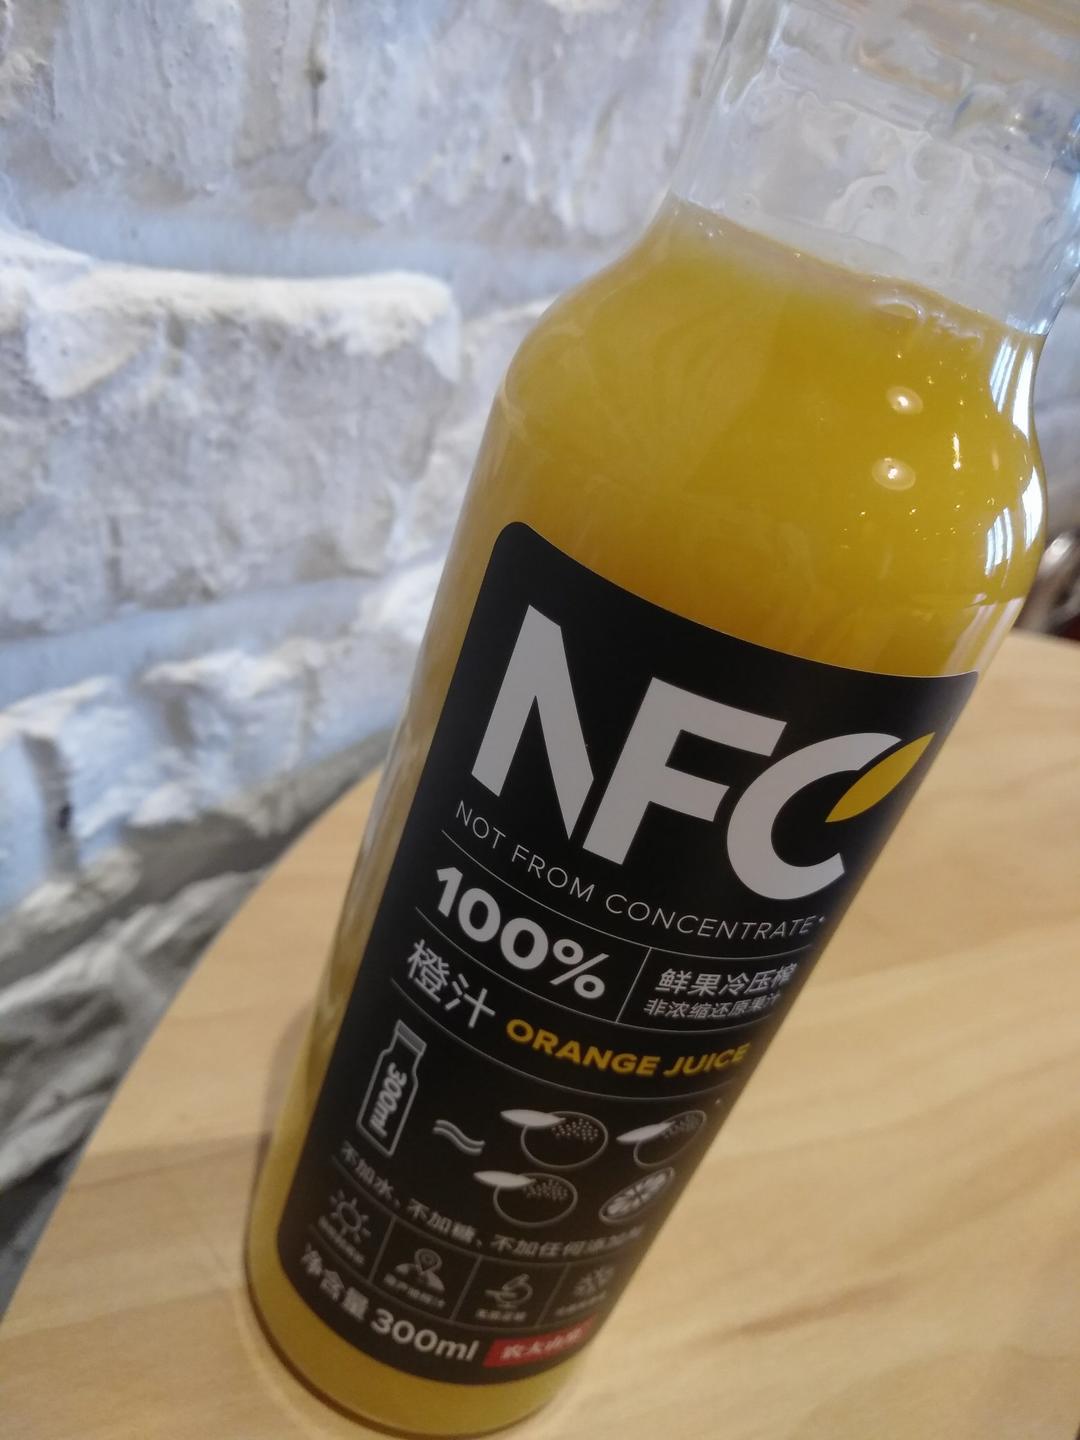 NFC
NOT FROM CONCENTRATE
100%
鲜果冷压榨
非浓缩还原果汁
橙汁 ORANGE JUICE
300ml
不加水、不加糖、不加任何添加剂
净含量 300ml
农夫山泉